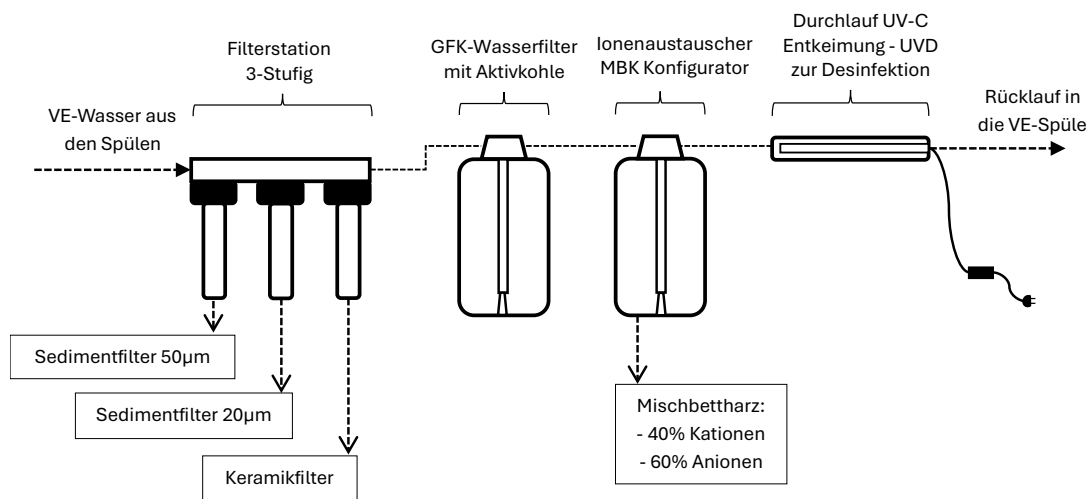 Filterstation
3-Stufig
GFK-Wasserfilter
mit Aktivkohle
Ionenaustauscher
MBK Konfigurator
Durchlauf UV-C
Entkeimung - UVD
zur Desinfektion
VE-Wasser aus
den Spülen
Rücklauf in
die VE-Spüle
Sedimentfilter 50µm
Sedimentfilter 20µm
Keramikfilter
Mischbettharz:
- 40% Kationen
- 60% Anionen